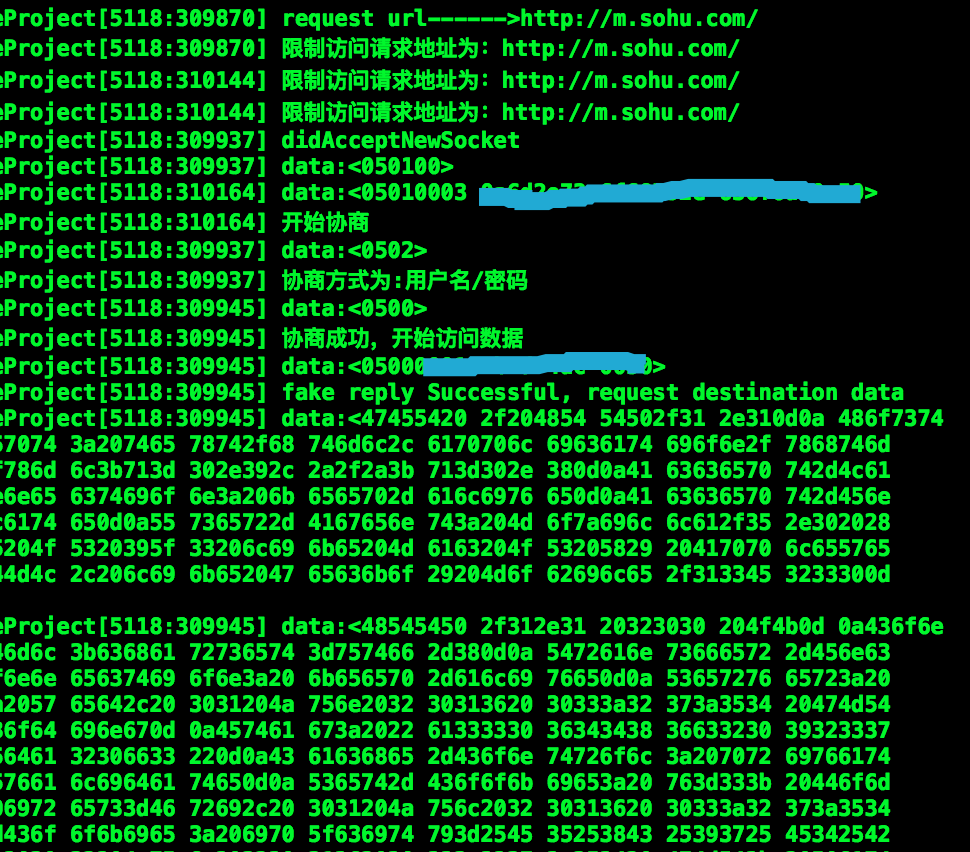 eProject[5118:309870] request url------>http://m.sohu.com/
eProject[5118:309870] 限制访问请求地址为: http://m.sohu.com/
eProject[5118:310144] 限制访问请求地址为: http://m.sohu.com/
eProject[5118:310144] 限制访问请求地址为: http://m.sohu.com/
eProject[5118:309937] didAcceptNewSocket
eProject[5118:309937] data:<050100>
eProject[5118:310164] data:<05010003
eProject[5118:310164] 开始协商
eProject[5118:309937] data:<0502>
eProject[5118:309937] 协商方式为:用户名/密码
eProject[5118:309945] data:<0500>
eProject[5118:309945] 协商成功, 开始访问数据
eProject[5118:309945] data:<05000
eProject[5118:309945] fake reply Successful, request destination data
eProject[5118:309945] data:<47455420 2f204854 54502f31 2e310d0a 486f7374
57074 3a207465 78742f68 746d6c2c 6170706c 69636174 696f6e2f 7868746d
f786d 6c3b713d 302e392c 2a2f2a3b 713d302e 380d0a41 63636570 742d4c61
e6e65 6374696f 6e3a206b 6565702d 616c6976 650d0a41 63636570 742d456e
c6174 650d0a55 7365722d 4167656e 743a204d 6f7a696c 6c612f35 2e302028
5204f 5320395f 33206c69 6b65204d 6163204f 53205829 20417070 6c655765
44d4c 2c206c69 6b652047 65636b6f 29204d6f 62696c65 2f313345 3233300d
eProject[5118:309945] data:<48545450 2f312e31 20323030 204f4b0d 0a436f6e
46d6c 3b636861 72736574 3d757466 2d380d0a 5472616e 73666572 2d456e63
f6e6e 65637469 6f6e3a20 6b656570 2d616c69 76650d0a 53657276 65723a20
a2057 65642c20 3031204a 756e2032 30313620 30333a32 373a3534 20474d54
36f64 696e670d 0a457461 673a2022 61333330 36343438 36633230 39323337
56461 32306633 220d0a43 61636865 2d436f6e 74726f6c 3a207072 69766174
57661 6c696461 74650d0a 5365742d 436f6f6b 69653a20 763d333b 20446f6d
06972 65733d46 72692c20 3031204a 756c2032 30313620 30333a32 373a3534
d436f 6f6b6965 3a206970 5f636974 793d2545 35253843 25393725 45342542